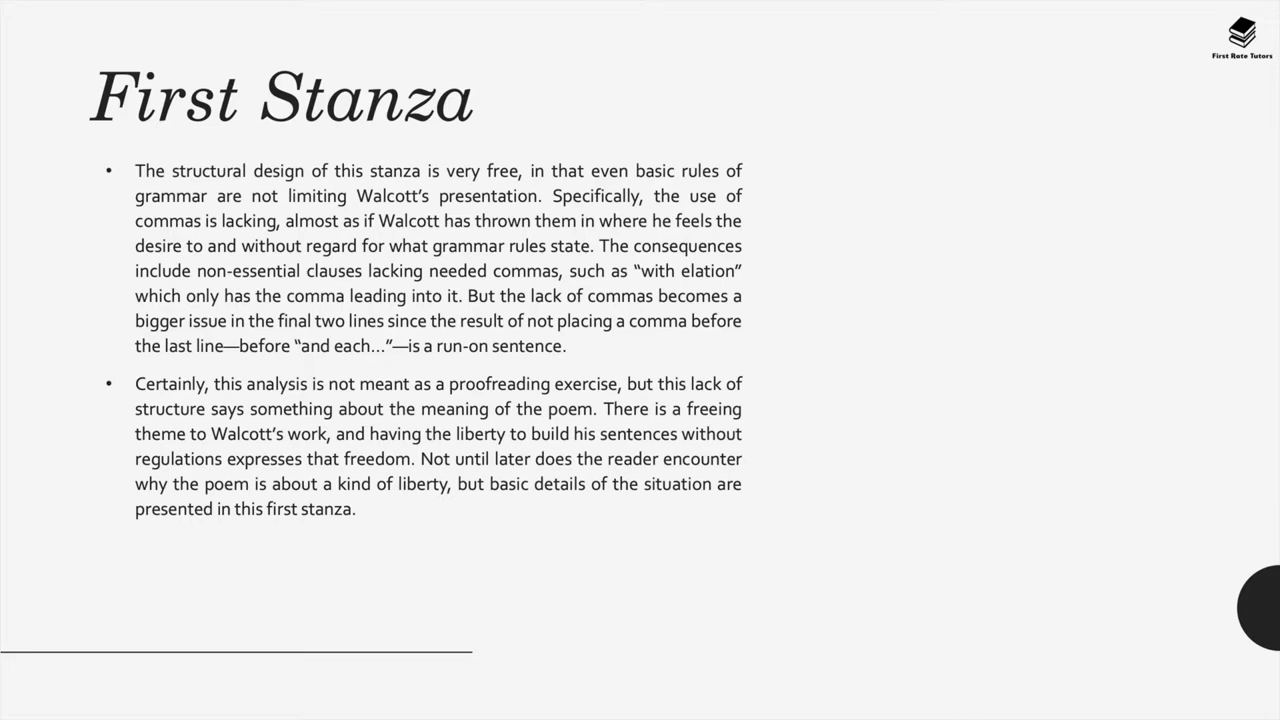 First Rate Tutors
First Stanza
• The structural design of this stanza is very free, in that even basic rules of
grammar are not limiting Walcott's presentation. Specifically, the use of
commas is lacking, almost as if Walcott has thrown them in where he feels the
desire to and without regard for what grammar rules state. The consequences
include non-essential clauses lacking needed commas, such as “with elation”
which only has the comma leading into it. But the lack of commas becomes a
bigger issue in the final two lines since the result of not placing a comma before
the last line—before “and each…”—is a run-on sentence.
• Certainly, this analysis is not meant as a proofreading exercise, but this lack of
structure says something about the meaning of the poem. There is a freeing
theme to Walcott's work, and having the liberty to build his sentences without
regulations expresses that freedom. Not until later does the reader encounter
why the poem is about a kind of liberty, but basic details of the situation are
presented in this first stanza.